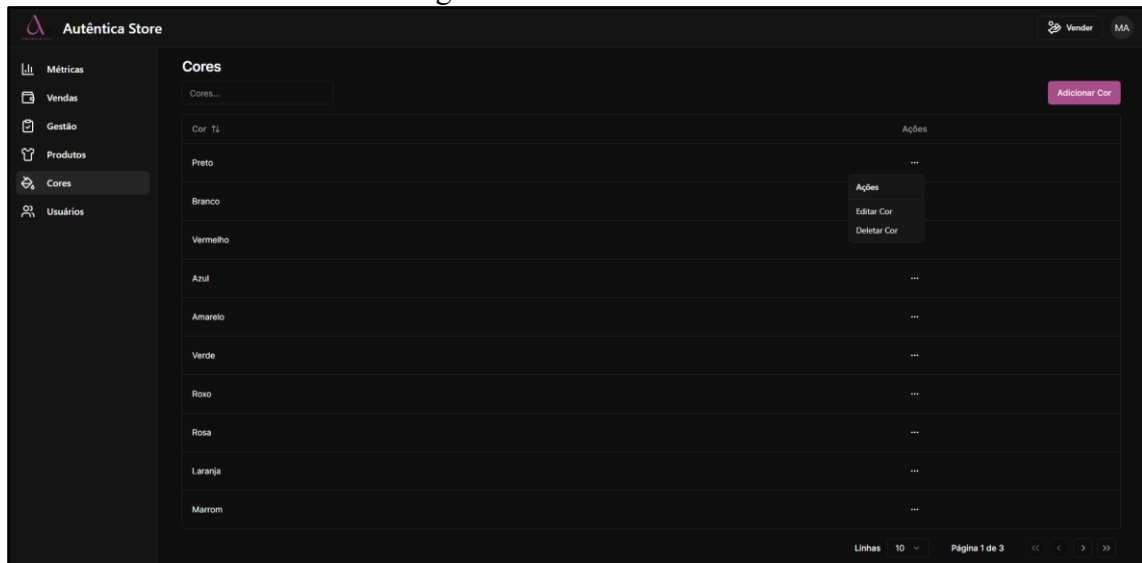 Autêntica Store
Vender MA
Métricas
Vendas
Gestão
Produtos
Cores
Usuários
Cores
Cores...
Adicionar Cor
Cor Ações
Preto ...
Ações
Editar Cor
Deletar Cor
Branco
Vermelho
Azul ...
Amarelo ...
Verde ...
Roxo ...
Rosa ...
Laranja ...
Marrom ...
Linhas 10 Página 1 de 3 << < > >>